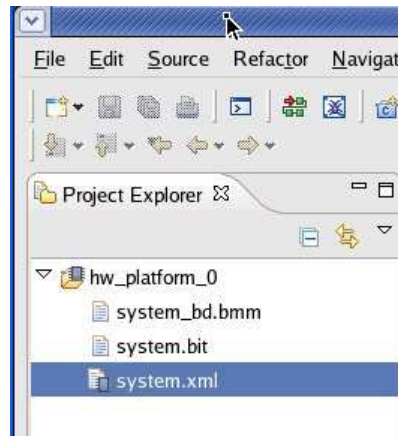 File Edit Source Refactor Navigat
Project Explorer
hw_platform_0
system_bd.bmm
system.bit
system.xml